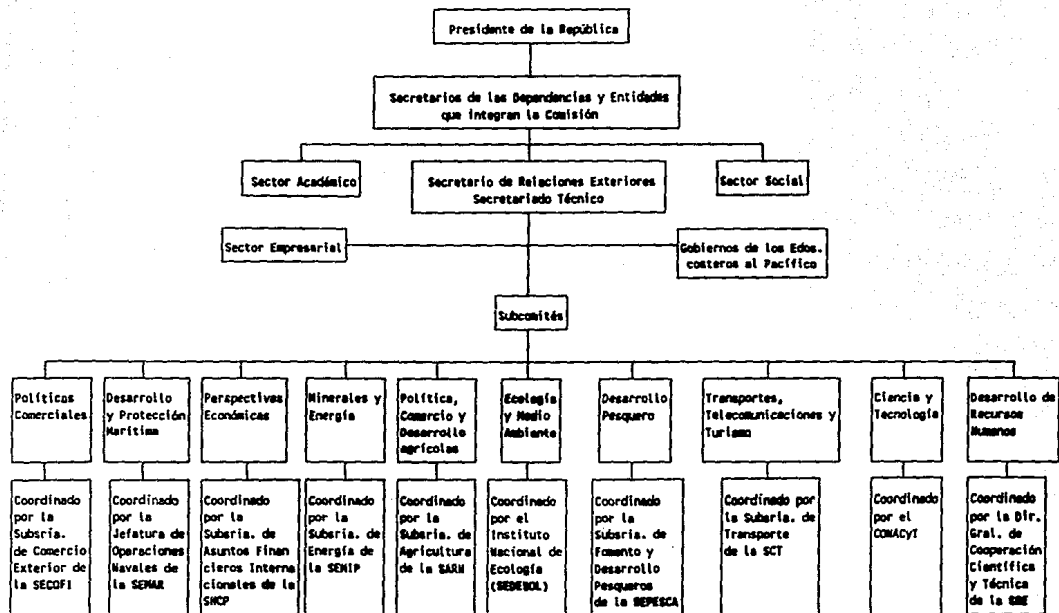 Presidente de la República
Secretarios de las Dependencias y Entidades
que integran la Comisión
Sector Académico
Secretario de Relaciones Exteriores
Secretariado Técnico
Sector Social
Sector Empresarial
Gobiernos de los Edos.
costeros al Pacífico
Subcomités
Políticas
Comerciales
Desarrollo
y Protección
Marítima
Perspectivas
Económicas
Minerales y
Energía
Política,
Comercio y
Desarrollo
agrícolas
Ecología
y Medio
Ambiente
Desarrollo
Pesquero
Transportes,
Telecomunicaciones y
Turismo
Ciencia y
Tecnología
Desarrollo de
Recursos
Humanos
Coordinado
por la
Subsria.
de Comercio
Exterior de
la SECOFI
Coordinado
por la
Jefatura de
Operaciones
Navales de
la SEMAR
Coordinado
por la
Subsria. de
Asuntos Finan
cieros Interna
cionales de la
SHCP
Coordinado
por la
Subsria. de
Energía de
la SEMIP
Coordinado
por la
Subsria. de
Agricultura
de la SARH
Coordinado
por el
Instituto
Nacional de
Ecología
(SEDESOL)
Coordinado
por la
Subsria. de
Fomento y
Desarrollo
Pesqueros
de la SEPESCA
Coordinado por
la Subsria. de
Transporte
de la SCT
Coordinado
por el
CONACyT
Coordinado
por la Dir.
Gral. de
Cooperación
Científica
y Técnica
de la SRE